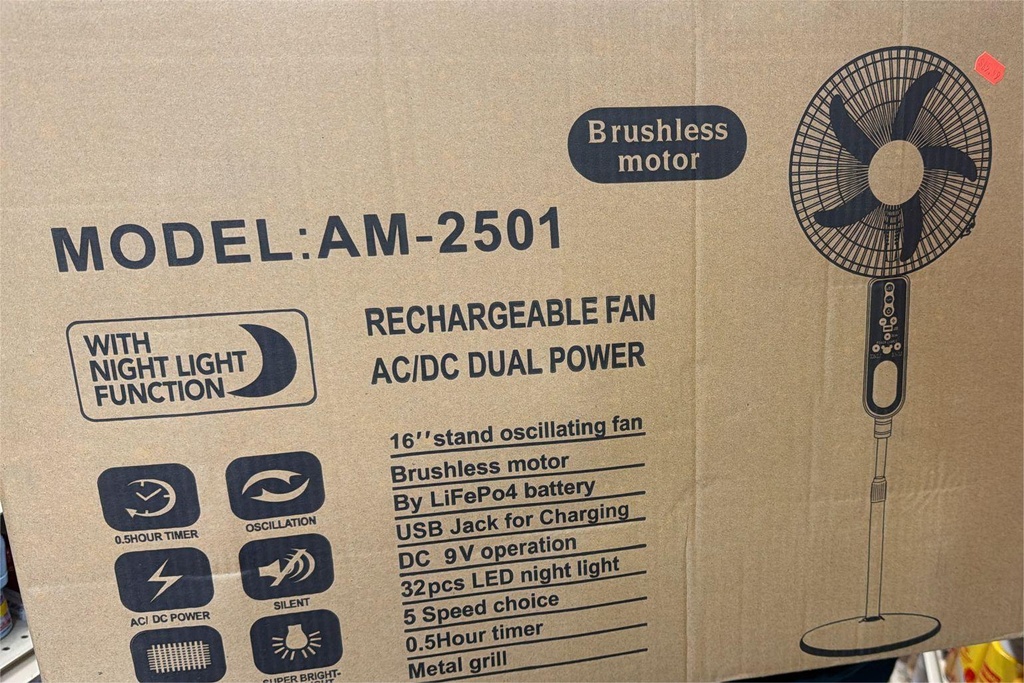 Brushless
motor
MODEL:AM-2501
WITH
NIGHT LIGHT
FUNCTION
RECHARGEABLE FAN
AC/DC DUAL POWER
16′′stand oscillating fan
Brushless motor
By LiFePo4 battery
USB Jack for Charging
DC 9V operation
32pcs LED night light
5 Speed choice
0.5Hour timer
Metal grill
0.5HOUR TIMER
OSCILLATION
AC/ DC POWER
SILENT
SUPER BRIGHT-